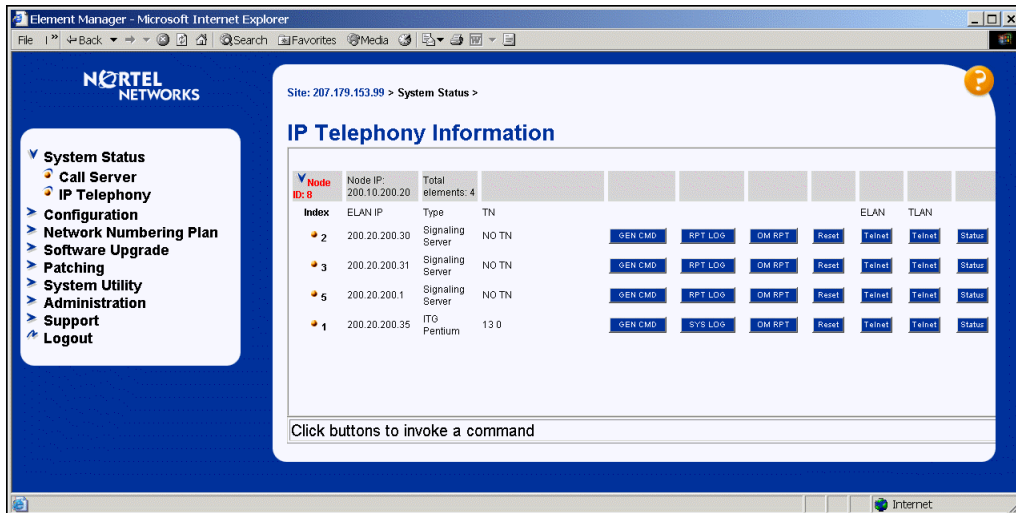 Element Manager - Microsoft Internet Explorer
File Back Search Favorites Media
NORTEL
NETWORKS
System Status
Call Server
IP Telephony
Configuration
Network Numbering Plan
Software Upgrade
Patching
System Utility
Administration
Support
Logout
Site: 207.179.153.99 > System Status >
IP Telephony Information
Node ID: 8 Node IP: 200.10.200.20 Total elements: 4
Index ELAN IP Type TN ELAN TLAN
2 200.20.200.30 Signaling Server NO TN GEN CMD RPT LOG OM RPT Reset Telnet Telnet Status
3 200.20.200.31 Signaling Server NO TN GEN CMD RPT LOG OM RPT Reset Telnet Telnet Status
5 200.20.200.1 Signaling Server NO TN GEN CMD RPT LOG OM RPT Reset Telnet Telnet Status
1 200.20.200.35 ITG Pentium 13 0 GEN CMD SYS LOG OM RPT Reset Telnet Telnet Status
Click buttons to invoke a command
Internet